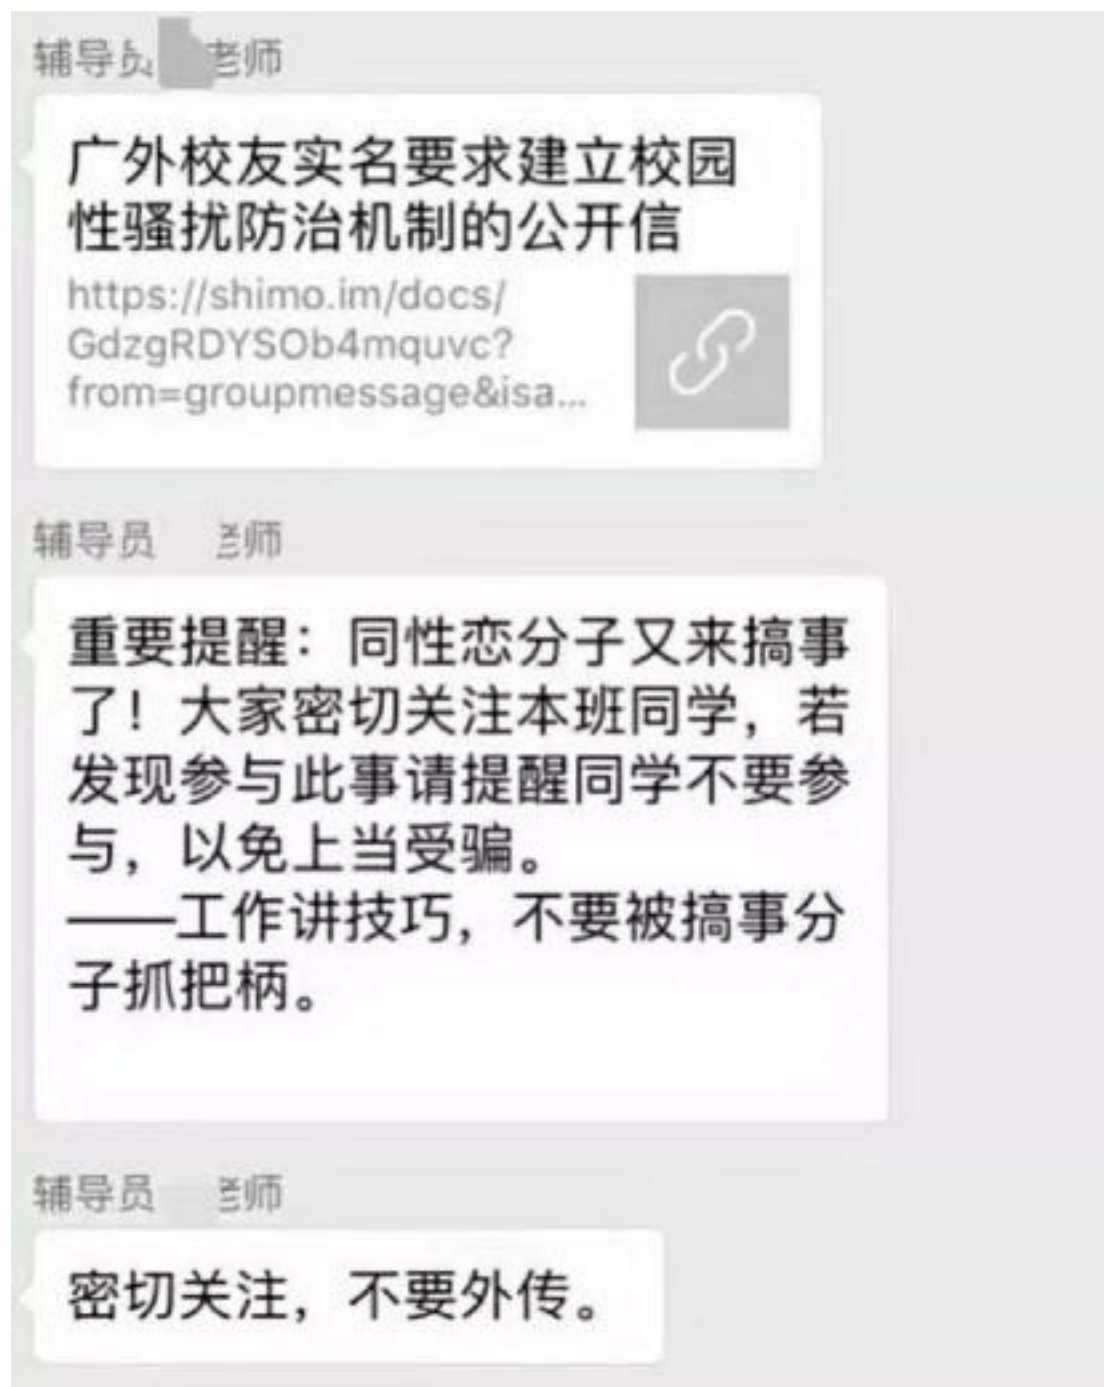 辅导员 老师
广外校友实名要求建立校园
性骚扰防治机制的公开信
https://shimo.im/docs/
GdzgRDYSOb4mquvc?
from=groupmessage&isa...
辅导员 老师
重要提醒：同性恋分子又来搞事
了！大家密切关注本班同学，若
发现参与此事请提醒同学不要参
与，以免上当受骗。
——工作讲技巧，不要被搞事分
子抓把柄。
辅导员 老师
密切关注，不要外传。